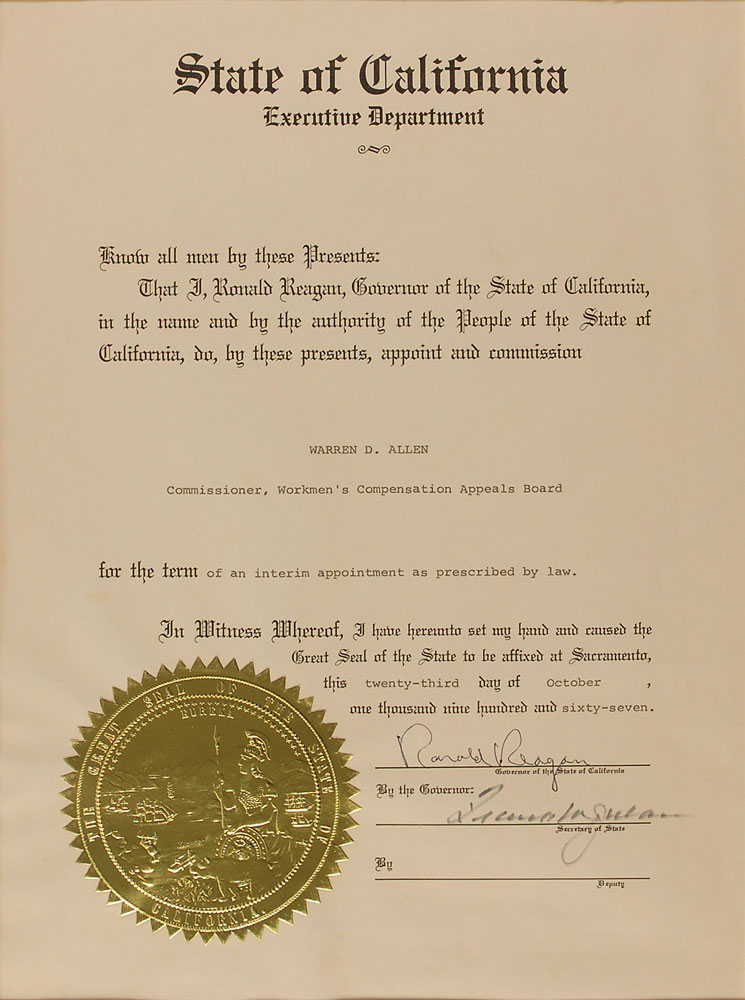 State of California
Executive Department
Know all men by these Presents:
That I, Ronald Reagan, Governor of the State of California,
in the name and by the authority of the People of the State of
California, do, by these presents, appoint and commission
WARREN D. ALLEN
Commissioner, Workmen's Compensation Appeals Board
for the term of an interim appointment as prescribed by law.
In Witness Whereof, I have hereunto set my hand and caused the
Great Seal of the State to be affixed at Sacramento,
this twenty-third day of October ,
one thousand nine hundred and sixty-seven.
THE GREAT SEAL OF THE STATE OF CALIFORNIA
EUREKA
Ronald Reagan
Governor of the State of California
By the Governor:
Secretary of State
By
Deputy